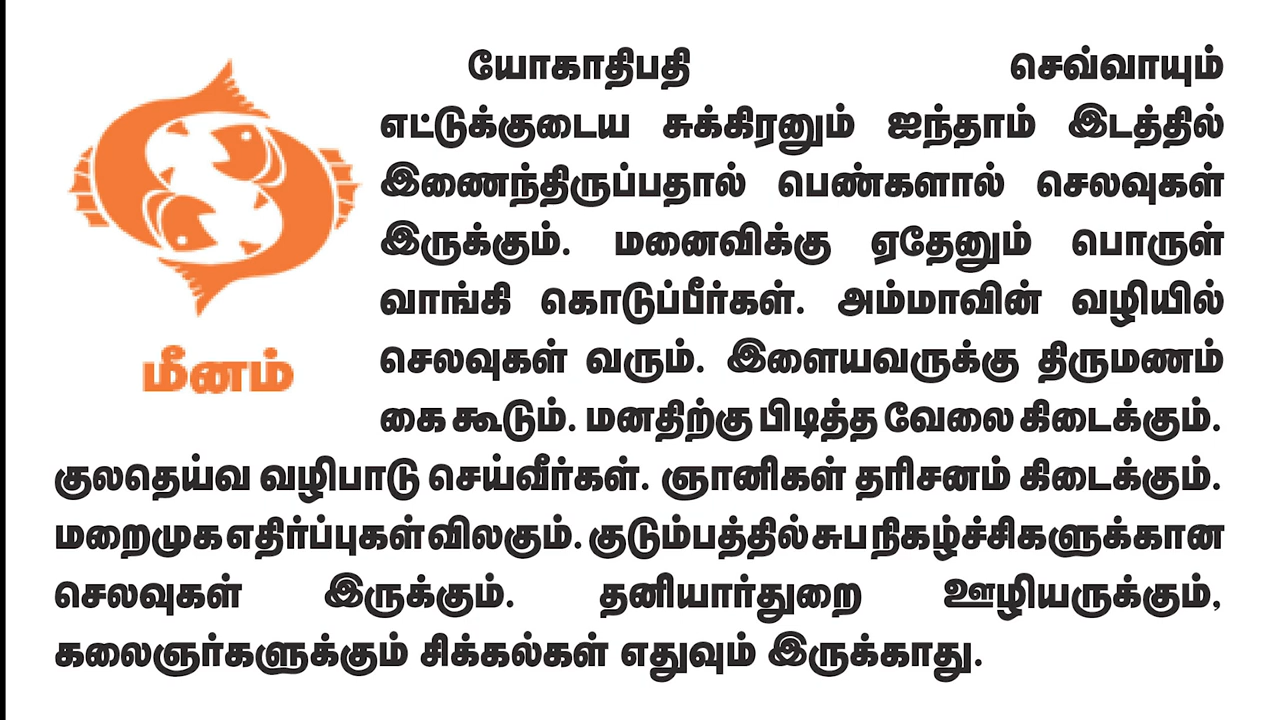 யோகாதிபதி செவ்வாயும்
எட்டுக்குடைய சுக்கிரனும் ஐந்தாம் இடத்தில்
இணைந்திருப்பதால் பெண்களால் செலவுகள்
இருக்கும். மனைவிக்கு ஏதேனும் பொருள்
வாங்கி கொடுப்பீர்கள். அம்மாவின் வழியில்
செலவுகள் வரும். இளையவருக்கு திருமணம்
கை கூடும். மனதிற்கு பிடித்த வேலை கிடைக்கும்.
குலதெய்வ வழிபாடு செய்வீர்கள். ஞானிகள் தரிசனம் கிடைக்கும்.
மறைமுக எதிர்ப்புகள் விலகும். குடும்பத்தில் சுப நிகழ்ச்சிகளுக்கான
செலவுகள் இருக்கும். தனியார்துறை ஊழியருக்கும்,
கலைஞர்களுக்கும் சிக்கல்கள் எதுவும் இருக்காது.
மீனம்